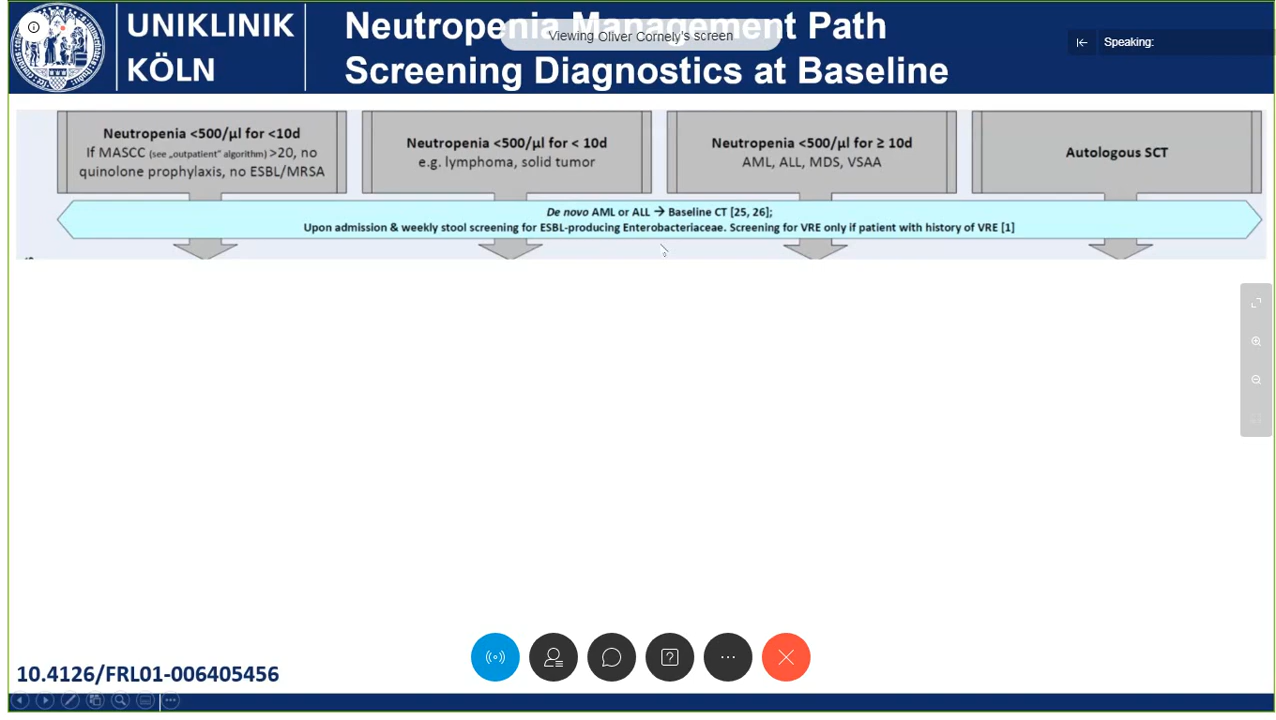 UNIKLINIK
KÖLN
Neutropenia Management Path
Screening Diagnostics at Baseline
Viewing Oliver Cornely's screen
Speaking:
Neutropenia <500/µl for <10d
If MASCC (see „outpatient" algorithm) >20, no
quinolone prophylaxis, no ESBL/MRSA
Neutropenia <500/µl for < 10d
e.g. lymphoma, solid tumor
Neutropenia <500/µl for ≥ 10d
AML, ALL, MDS, VSAA
Autologous SCT
De novo AML or ALL → Baseline CT [25, 26];
Upon admission & weekly stool screening for ESBL-producing Enterobacteriaceae. Screening for VRE only if patient with history of VRE [1]
10.4126/FRL01-006405456